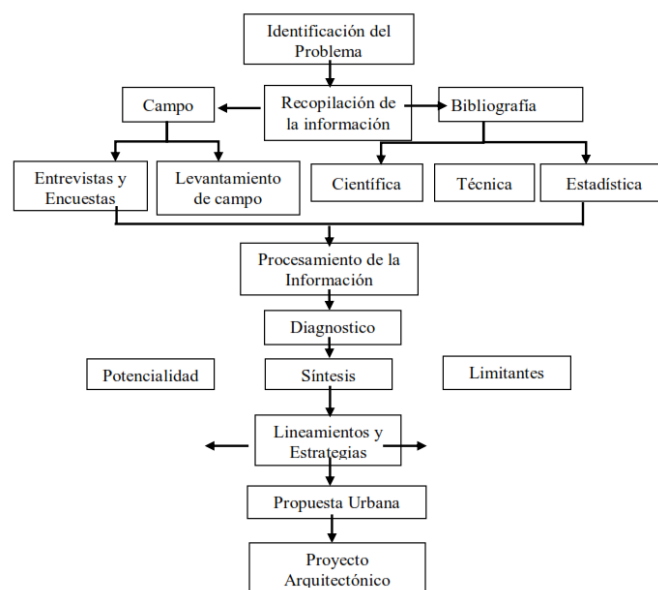 Identificación del
Problema
Campo
Recopilación de
la información
Bibliografía
Entrevistas y
Encuestas
Levantamiento
de campo
Científica
Técnica
Estadística
Procesamiento de la
Información
Diagnostico
Potencialidad
Síntesis
Limitantes
Lineamientos y
Estrategias
Propuesta Urbana
Proyecto
Arquitectónico